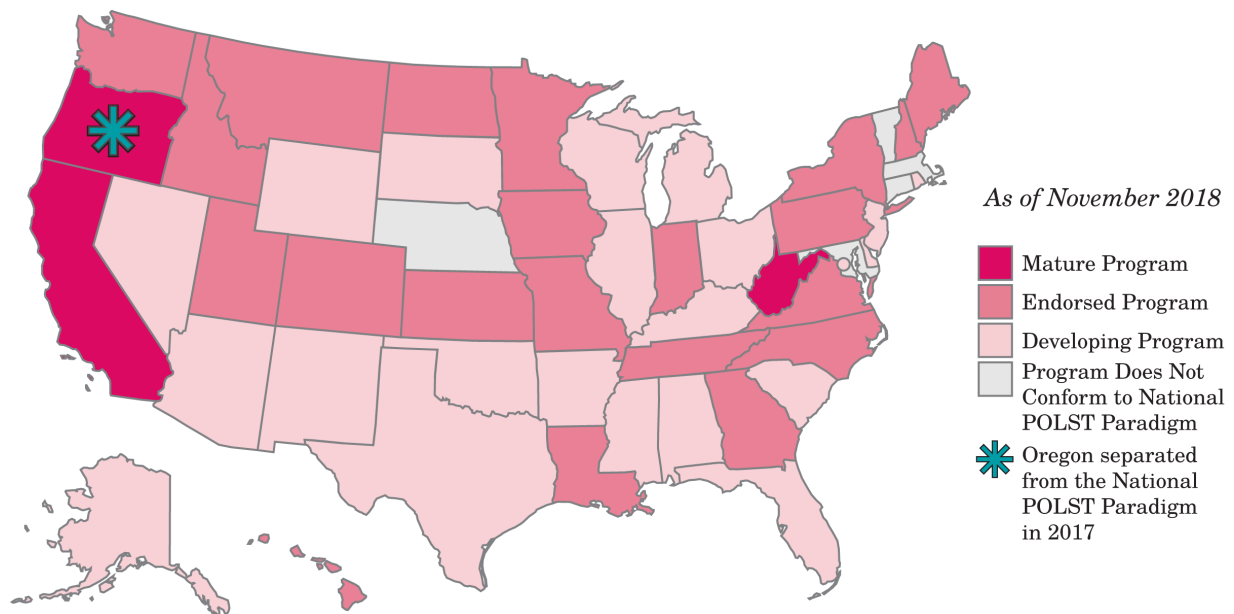 As of November 2018
Mature Program
Endorsed Program
Developing Program
Program Does Not
Conform to National
POLST Paradigm
Oregon separated
from the National
POLST Paradigm
in 2017